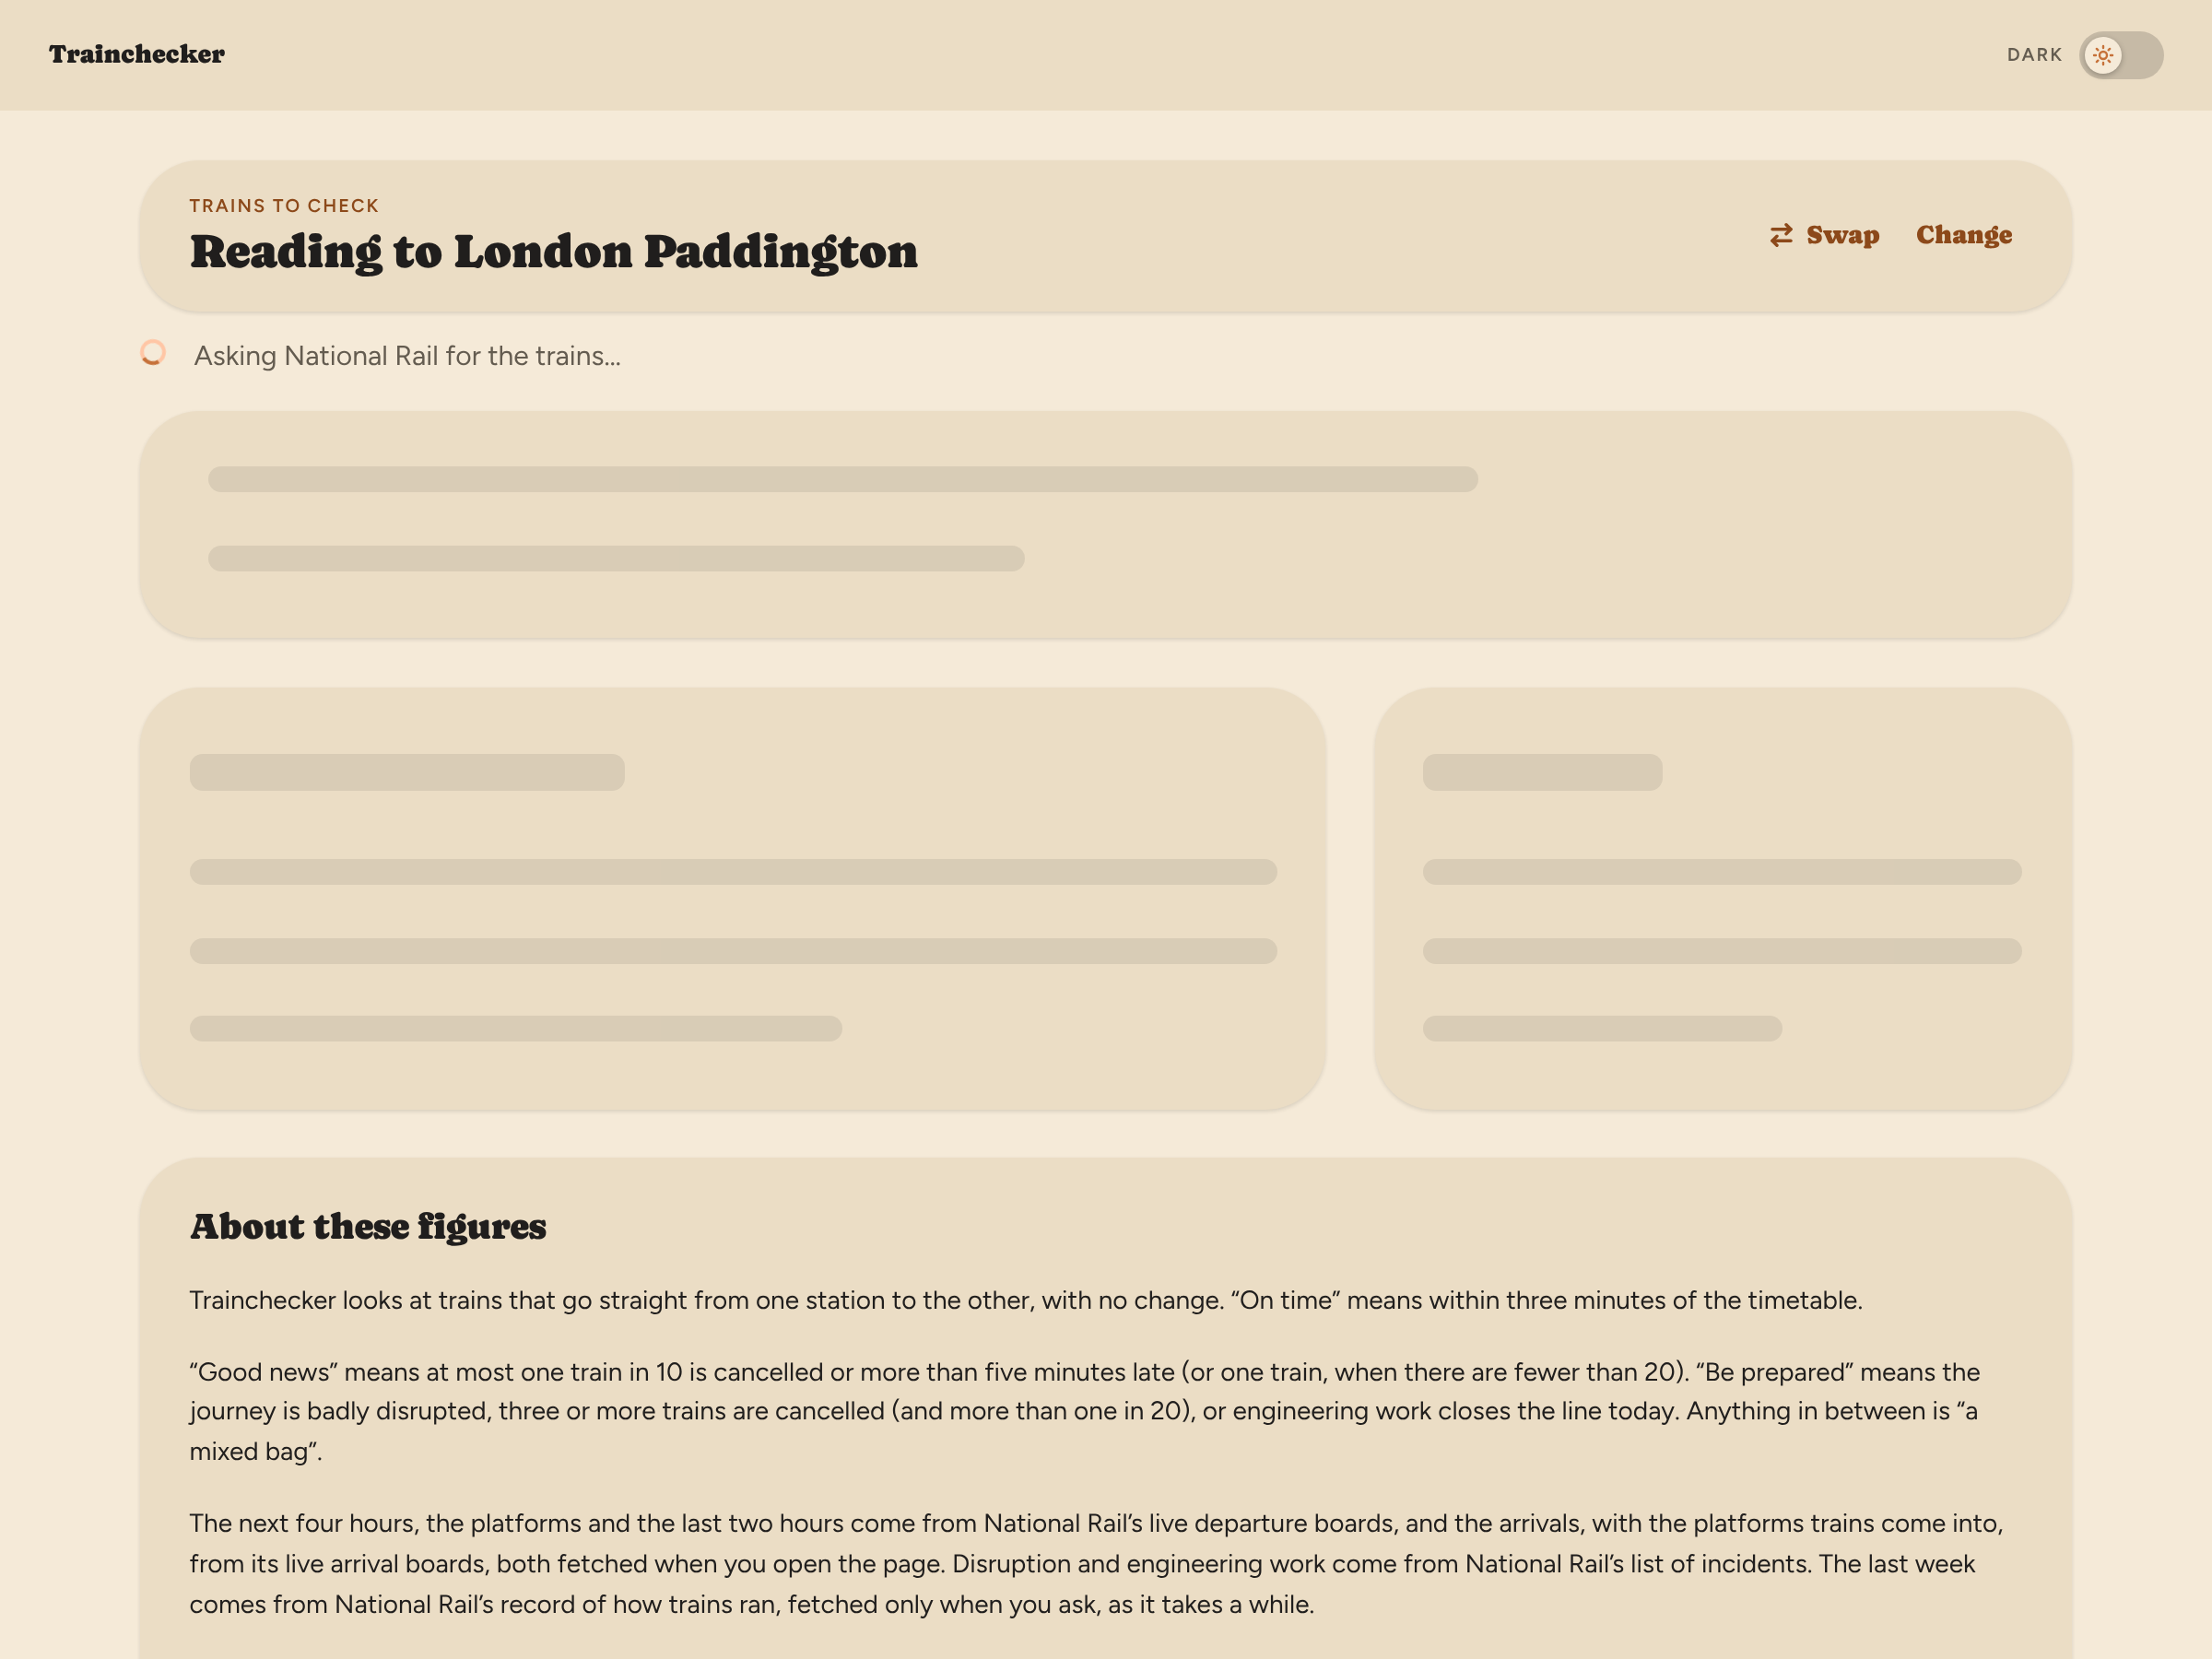 Trainchecker
DARK
TRAINS TO CHECK
Reading to London Paddington
Swap
Change
Asking National Rail for the trains…
About these figures
Trainchecker looks at trains that go straight from one station to the other, with no change. “On time” means within three minutes of the timetable.
“Good news” means at most one train in 10 is cancelled or more than five minutes late (or one train, when there are fewer than 20). “Be prepared” means the
journey is badly disrupted, three or more trains are cancelled (and more than one in 20), or engineering work closes the line today. Anything in between is “a
mixed bag”.
The next four hours, the platforms and the last two hours come from National Rail’s live departure boards, and the arrivals, with the platforms trains come into,
from its live arrival boards, both fetched when you open the page. Disruption and engineering work come from National Rail’s list of incidents. The last week
comes from National Rail’s record of how trains ran, fetched only when you ask, as it takes a while.